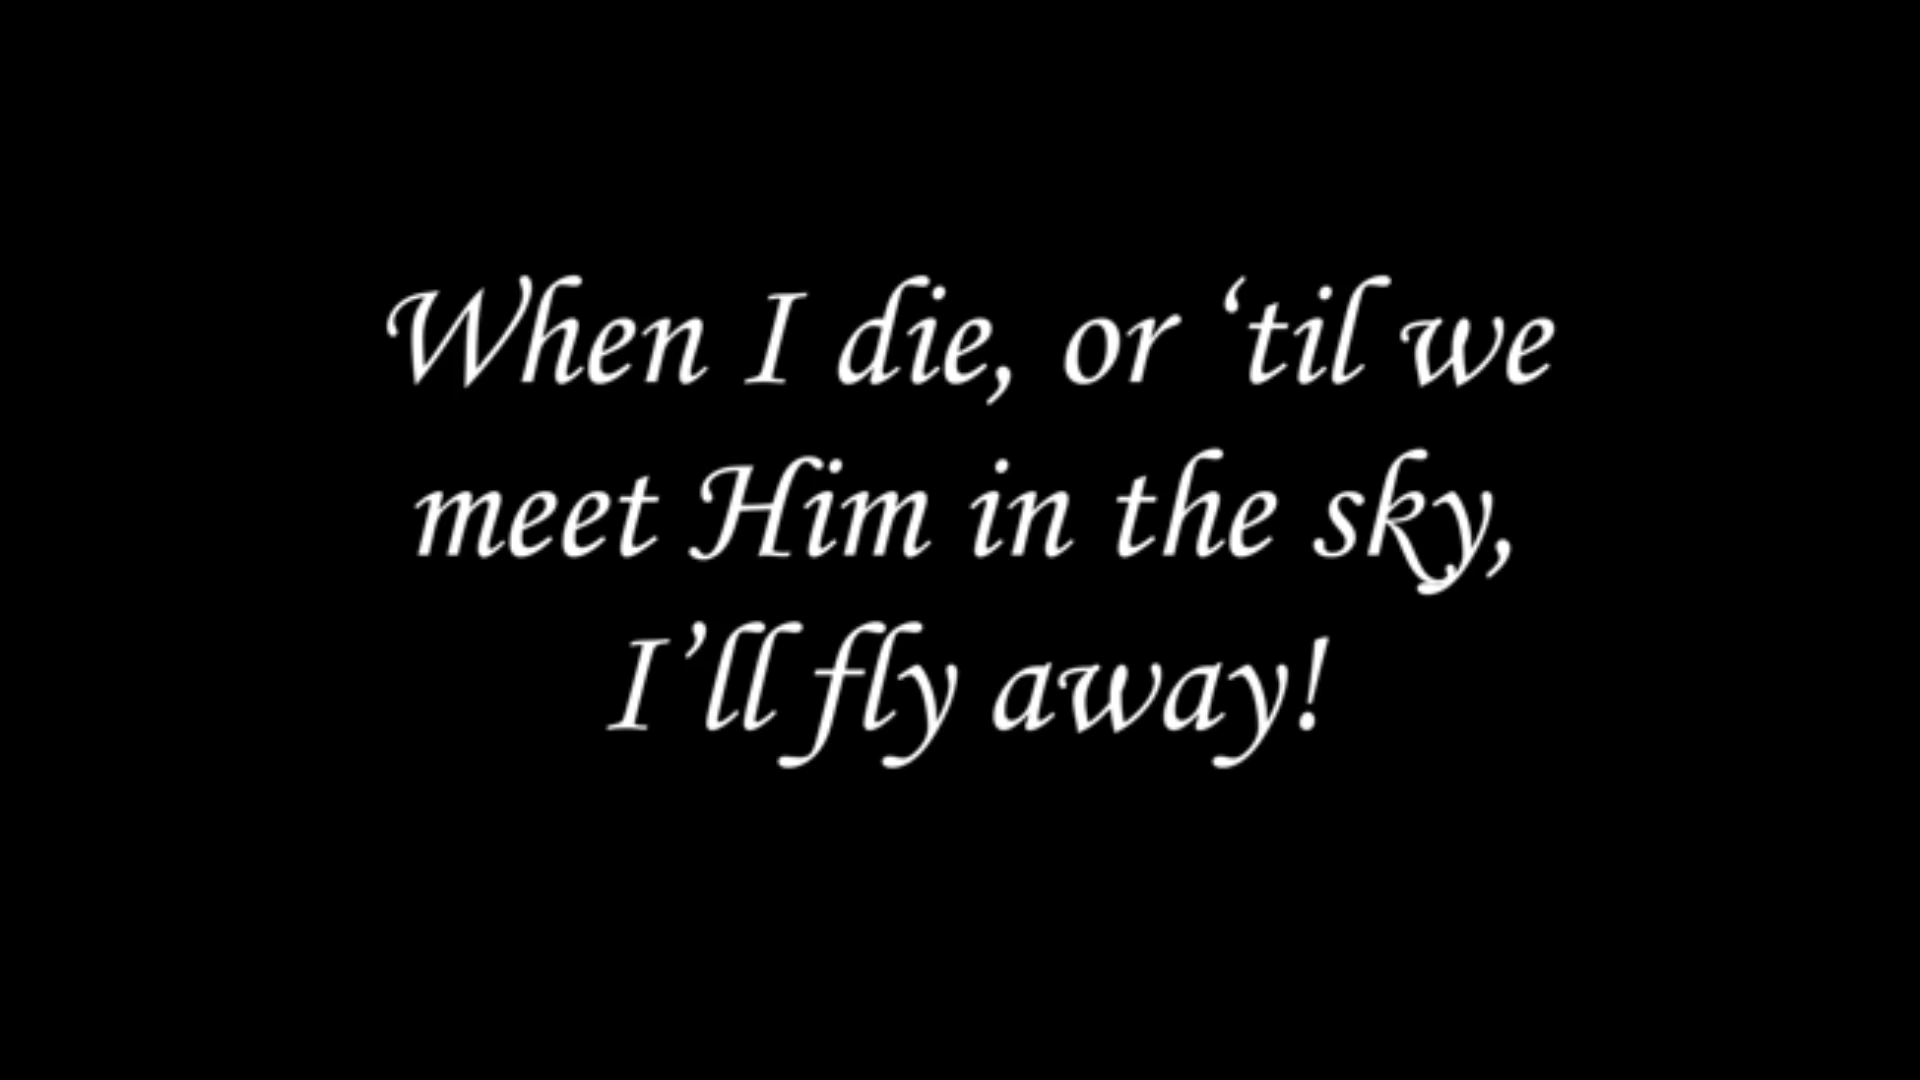 When I die, or ‘til we
meet Him in the sky,
I’ll fly away!